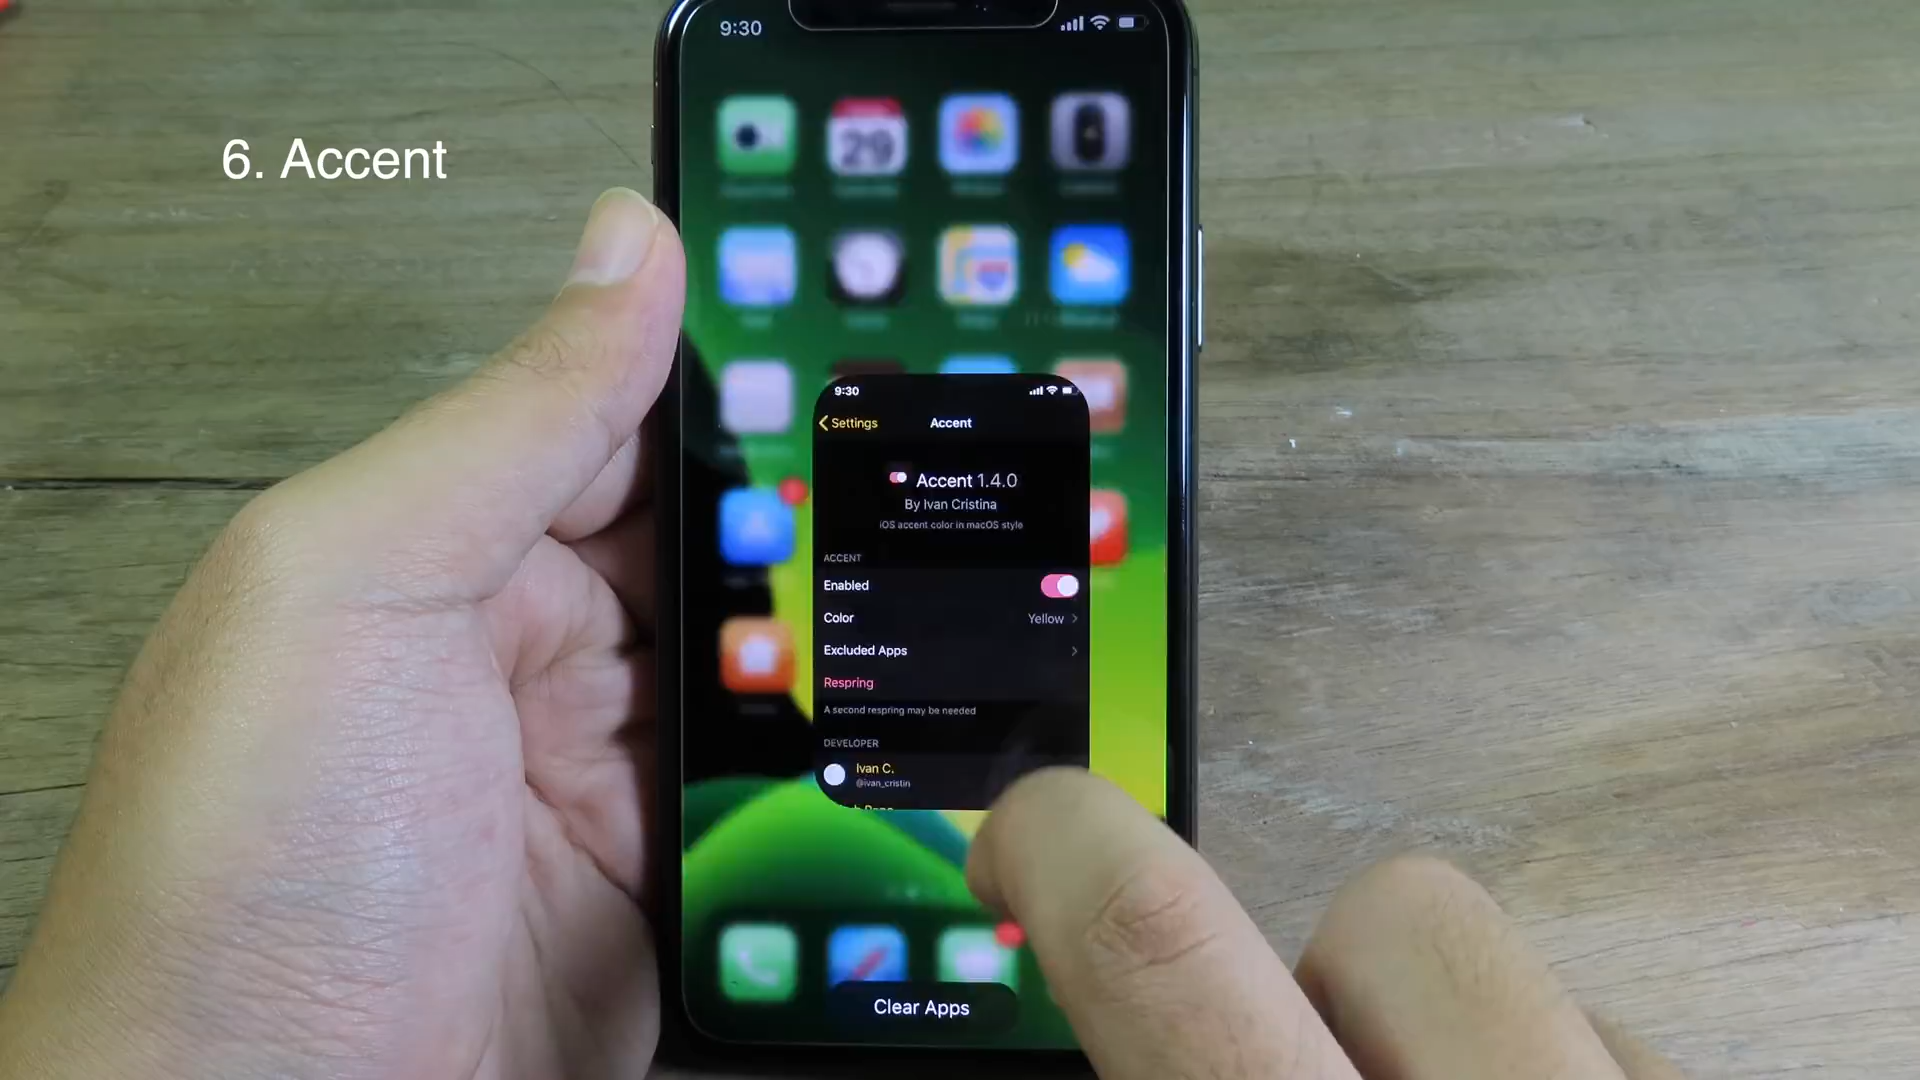 6. Accent
9:30
29
9:30
Settings
Accent
Accent 1.4.0
By Ivan Cristina
iOS accent color in macOS style
ACCENT
Enabled
Color
Yellow
Excluded Apps
Respring
A second respring may be needed
DEVELOPER
Ivan C.
@ivan_cristin
Clear Apps